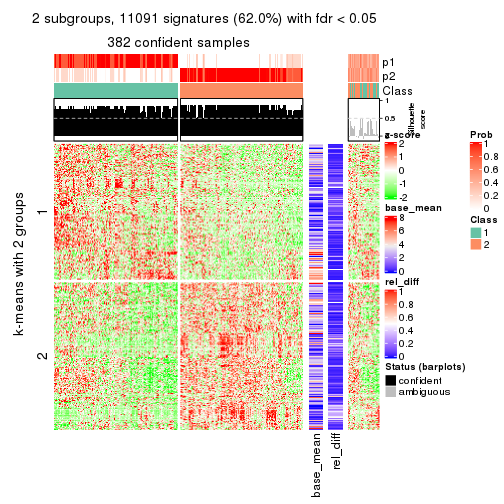 2 subgroups, 11091 signatures (62.0%) with fdr < 0.05
382 confident samples
p1
p2
Class
1
0.5
0
Silhouette
score
z-score
2
1
0
-1
-2
base_mean
8
6
4
2
0
rel_diff
1
0.8
0.6
0.4
0.2
0
Status (barplots)
confident
ambiguous
Prob
1
0.8
0.6
0.4
0.2
0
Class
1
2
k-means with 2 groups
1
2
base_mean
rel_diff